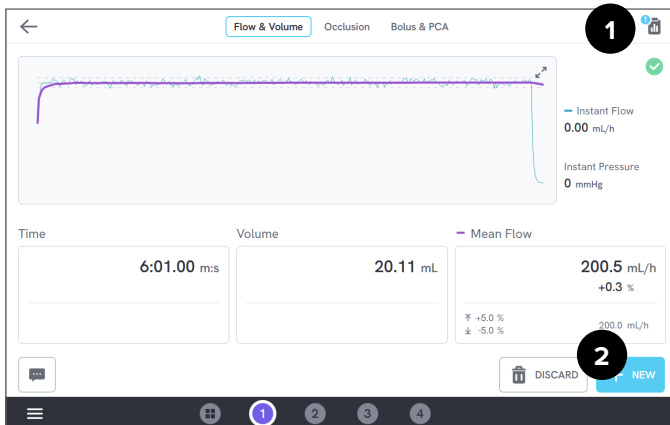 Flow & Volume Occlusion Bolus & PCA
1
1
Instant Flow
0.00 mL/h
Instant Pressure
0 mmHg
Time Volume Mean Flow
6:01.00 m:s 20.11 mL 200.5 mL/h
+0.3 %
+5.0 %
-5.0 % 200.0 mL/h
2
DISCARD + NEW
1 2 3 4